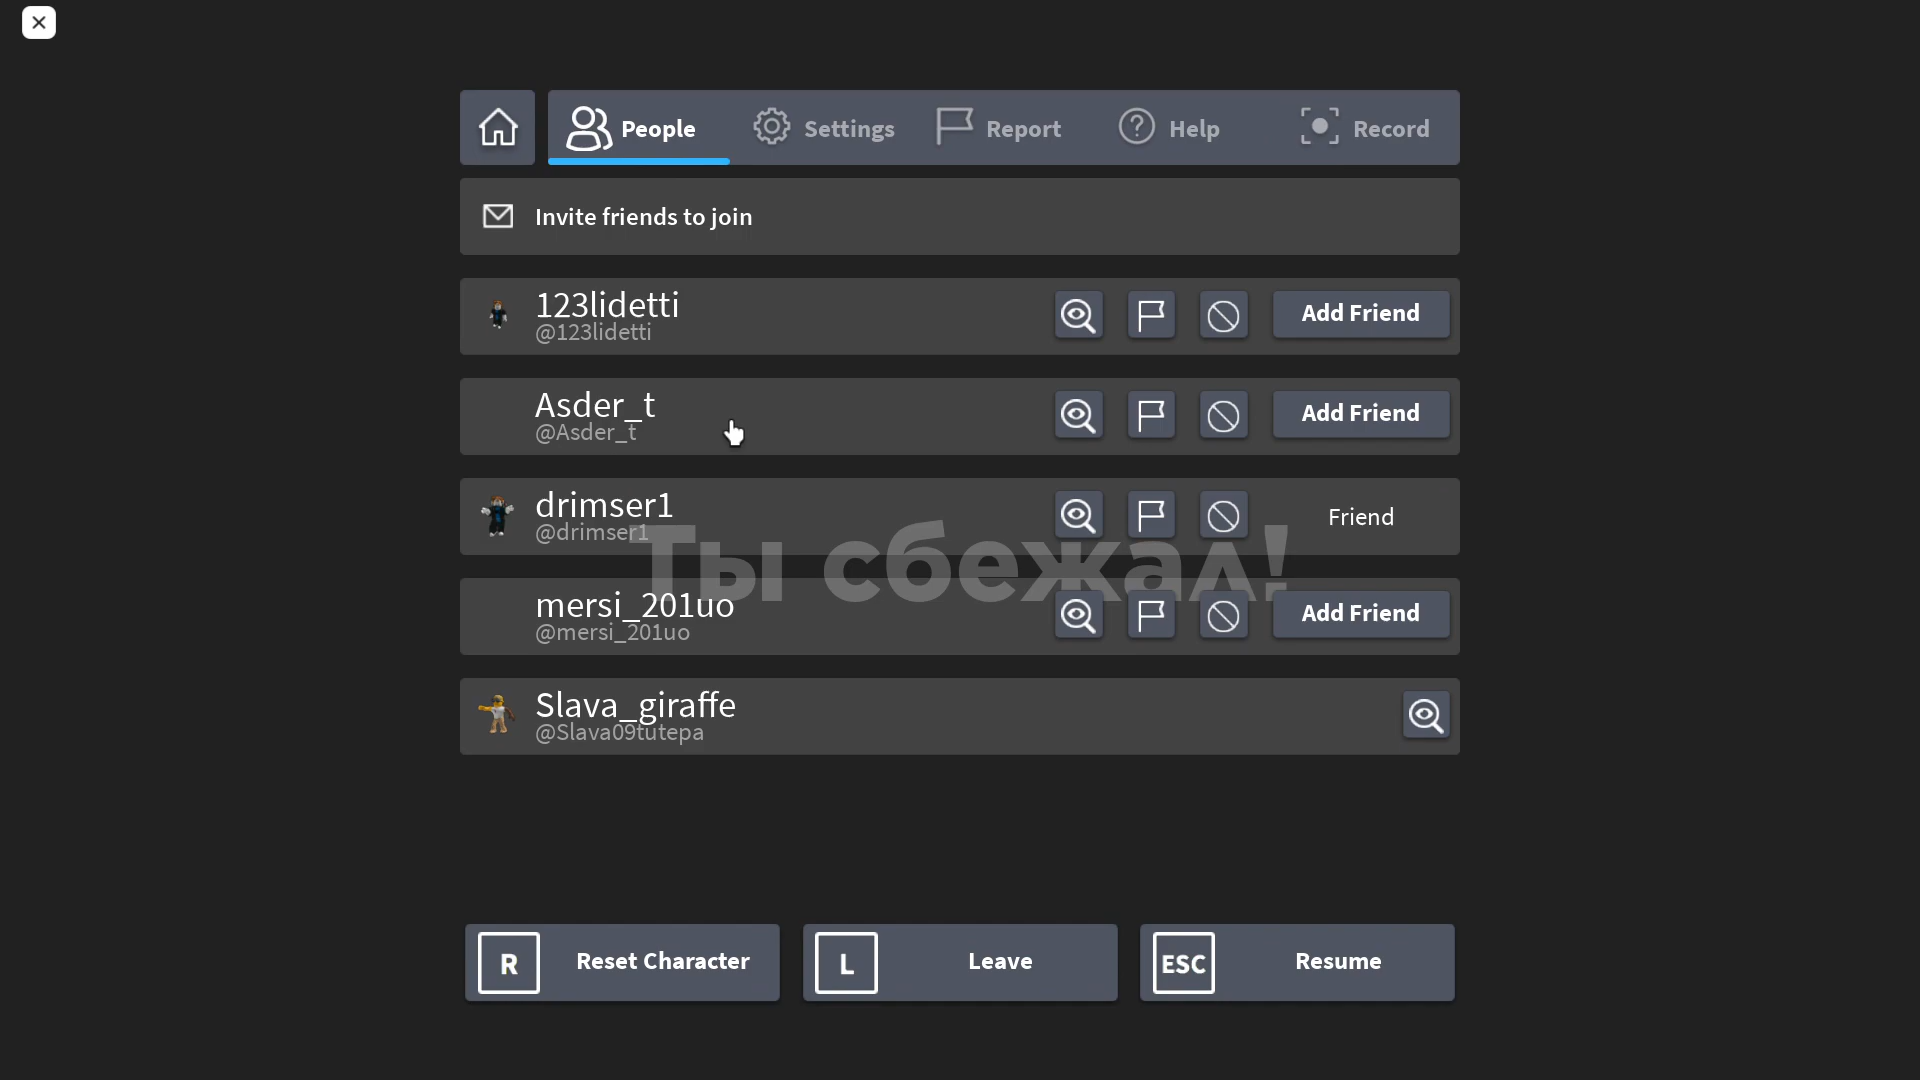 People
Settings
Report
Help
Record
Invite friends to join
123lidetti
@123lidetti
Add Friend
Asder_t
@Asder_t
Add Friend
drimser1
@drimser1
Friend
Ты сбежал!
mersi_201uo
@mersi_201uo
Add Friend
Slava_giraffe
@Slava09tutepa
R Reset Character
L Leave
ESC Resume